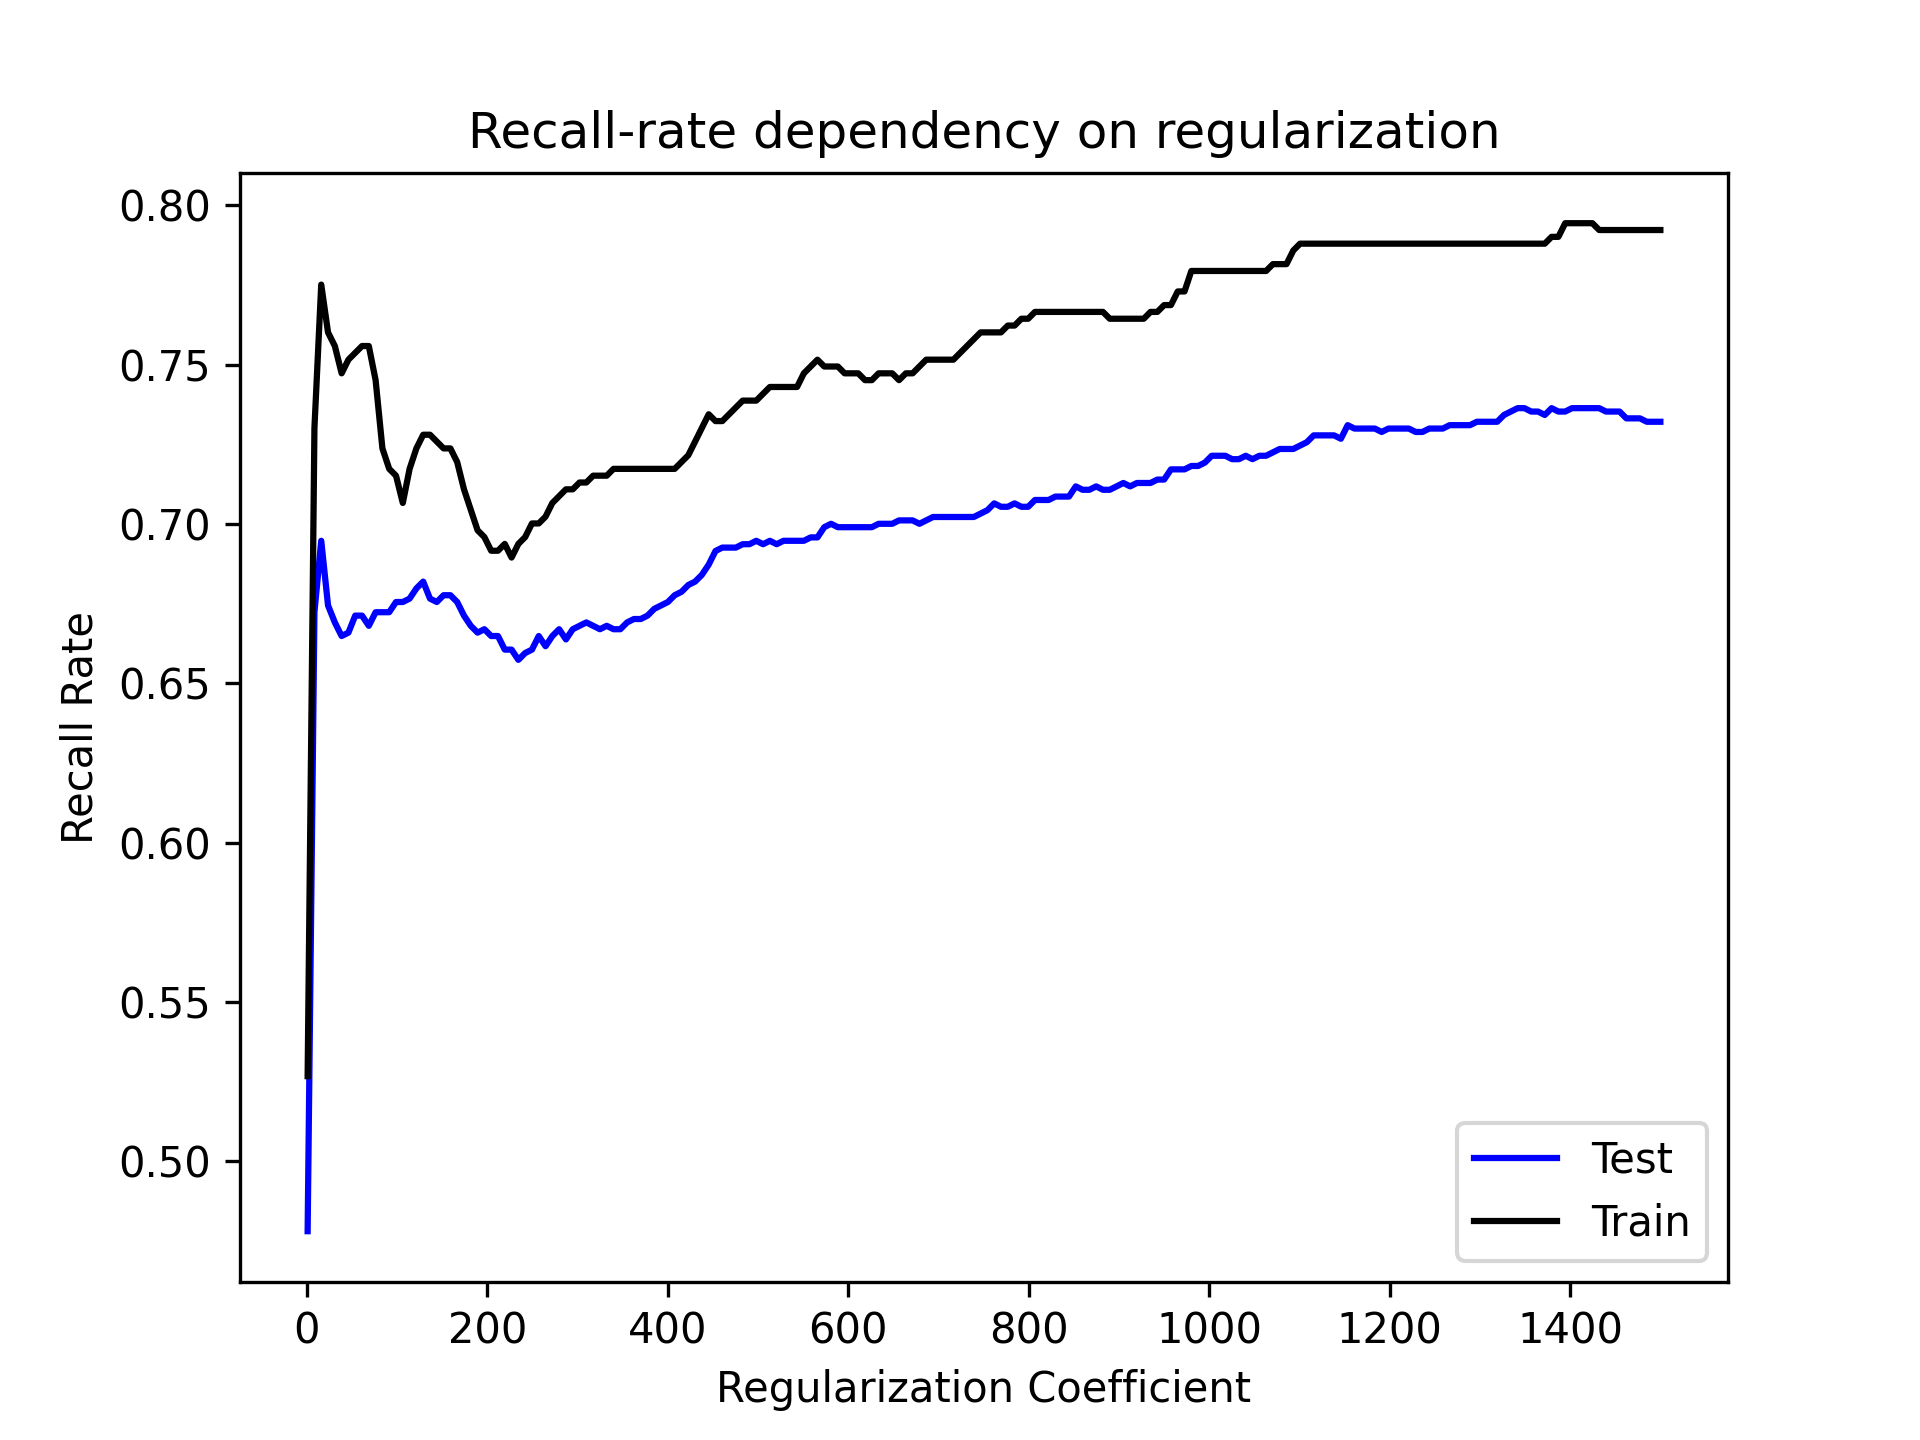 Recall-rate dependency on regularization
0.80
0.75
0.70
0.65
0.60
0.55
0.50
Recall Rate
0 200 400 600 800 1000 1200 1400
Regularization Coefficient
Test
Train